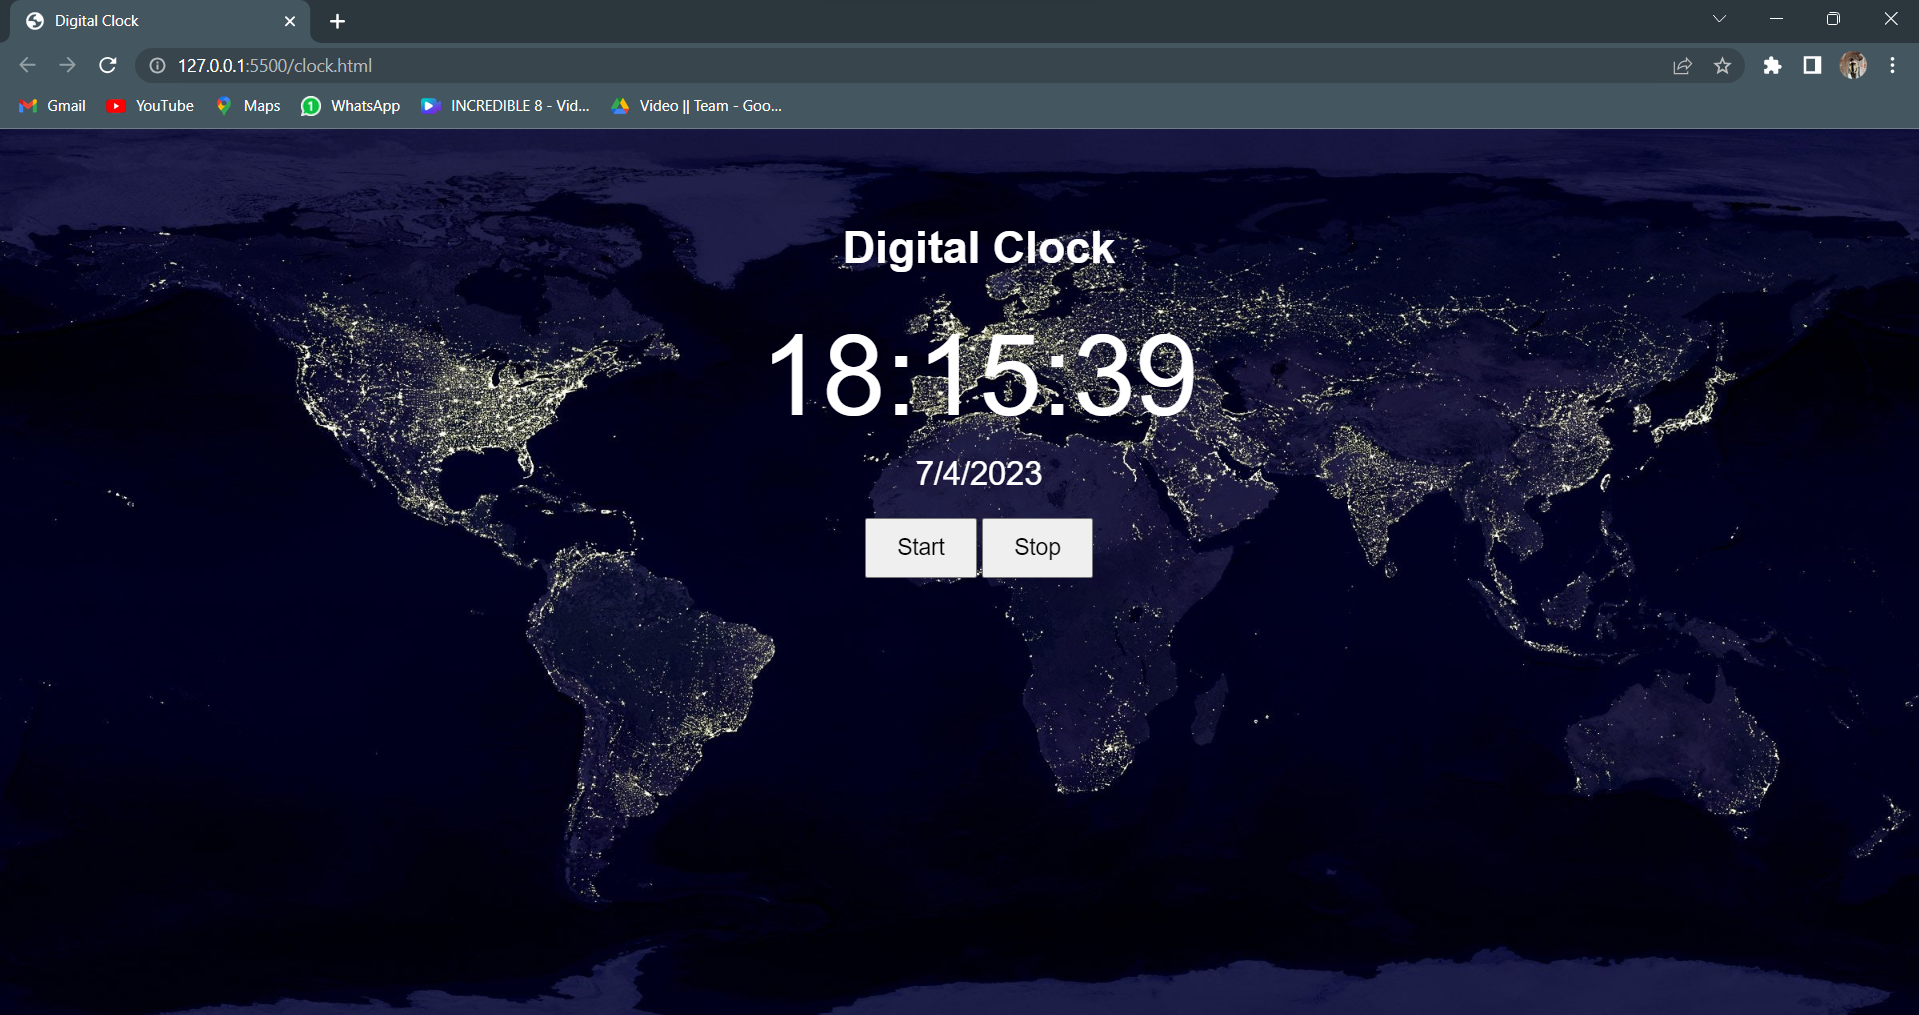 Digital Clock
127.0.0.1:5500/clock.html
Gmail YouTube Maps WhatsApp INCREDIBLE 8 - Vid... Video || Team - Goo...
Digital Clock
18:15:39
7/4/2023
Start Stop